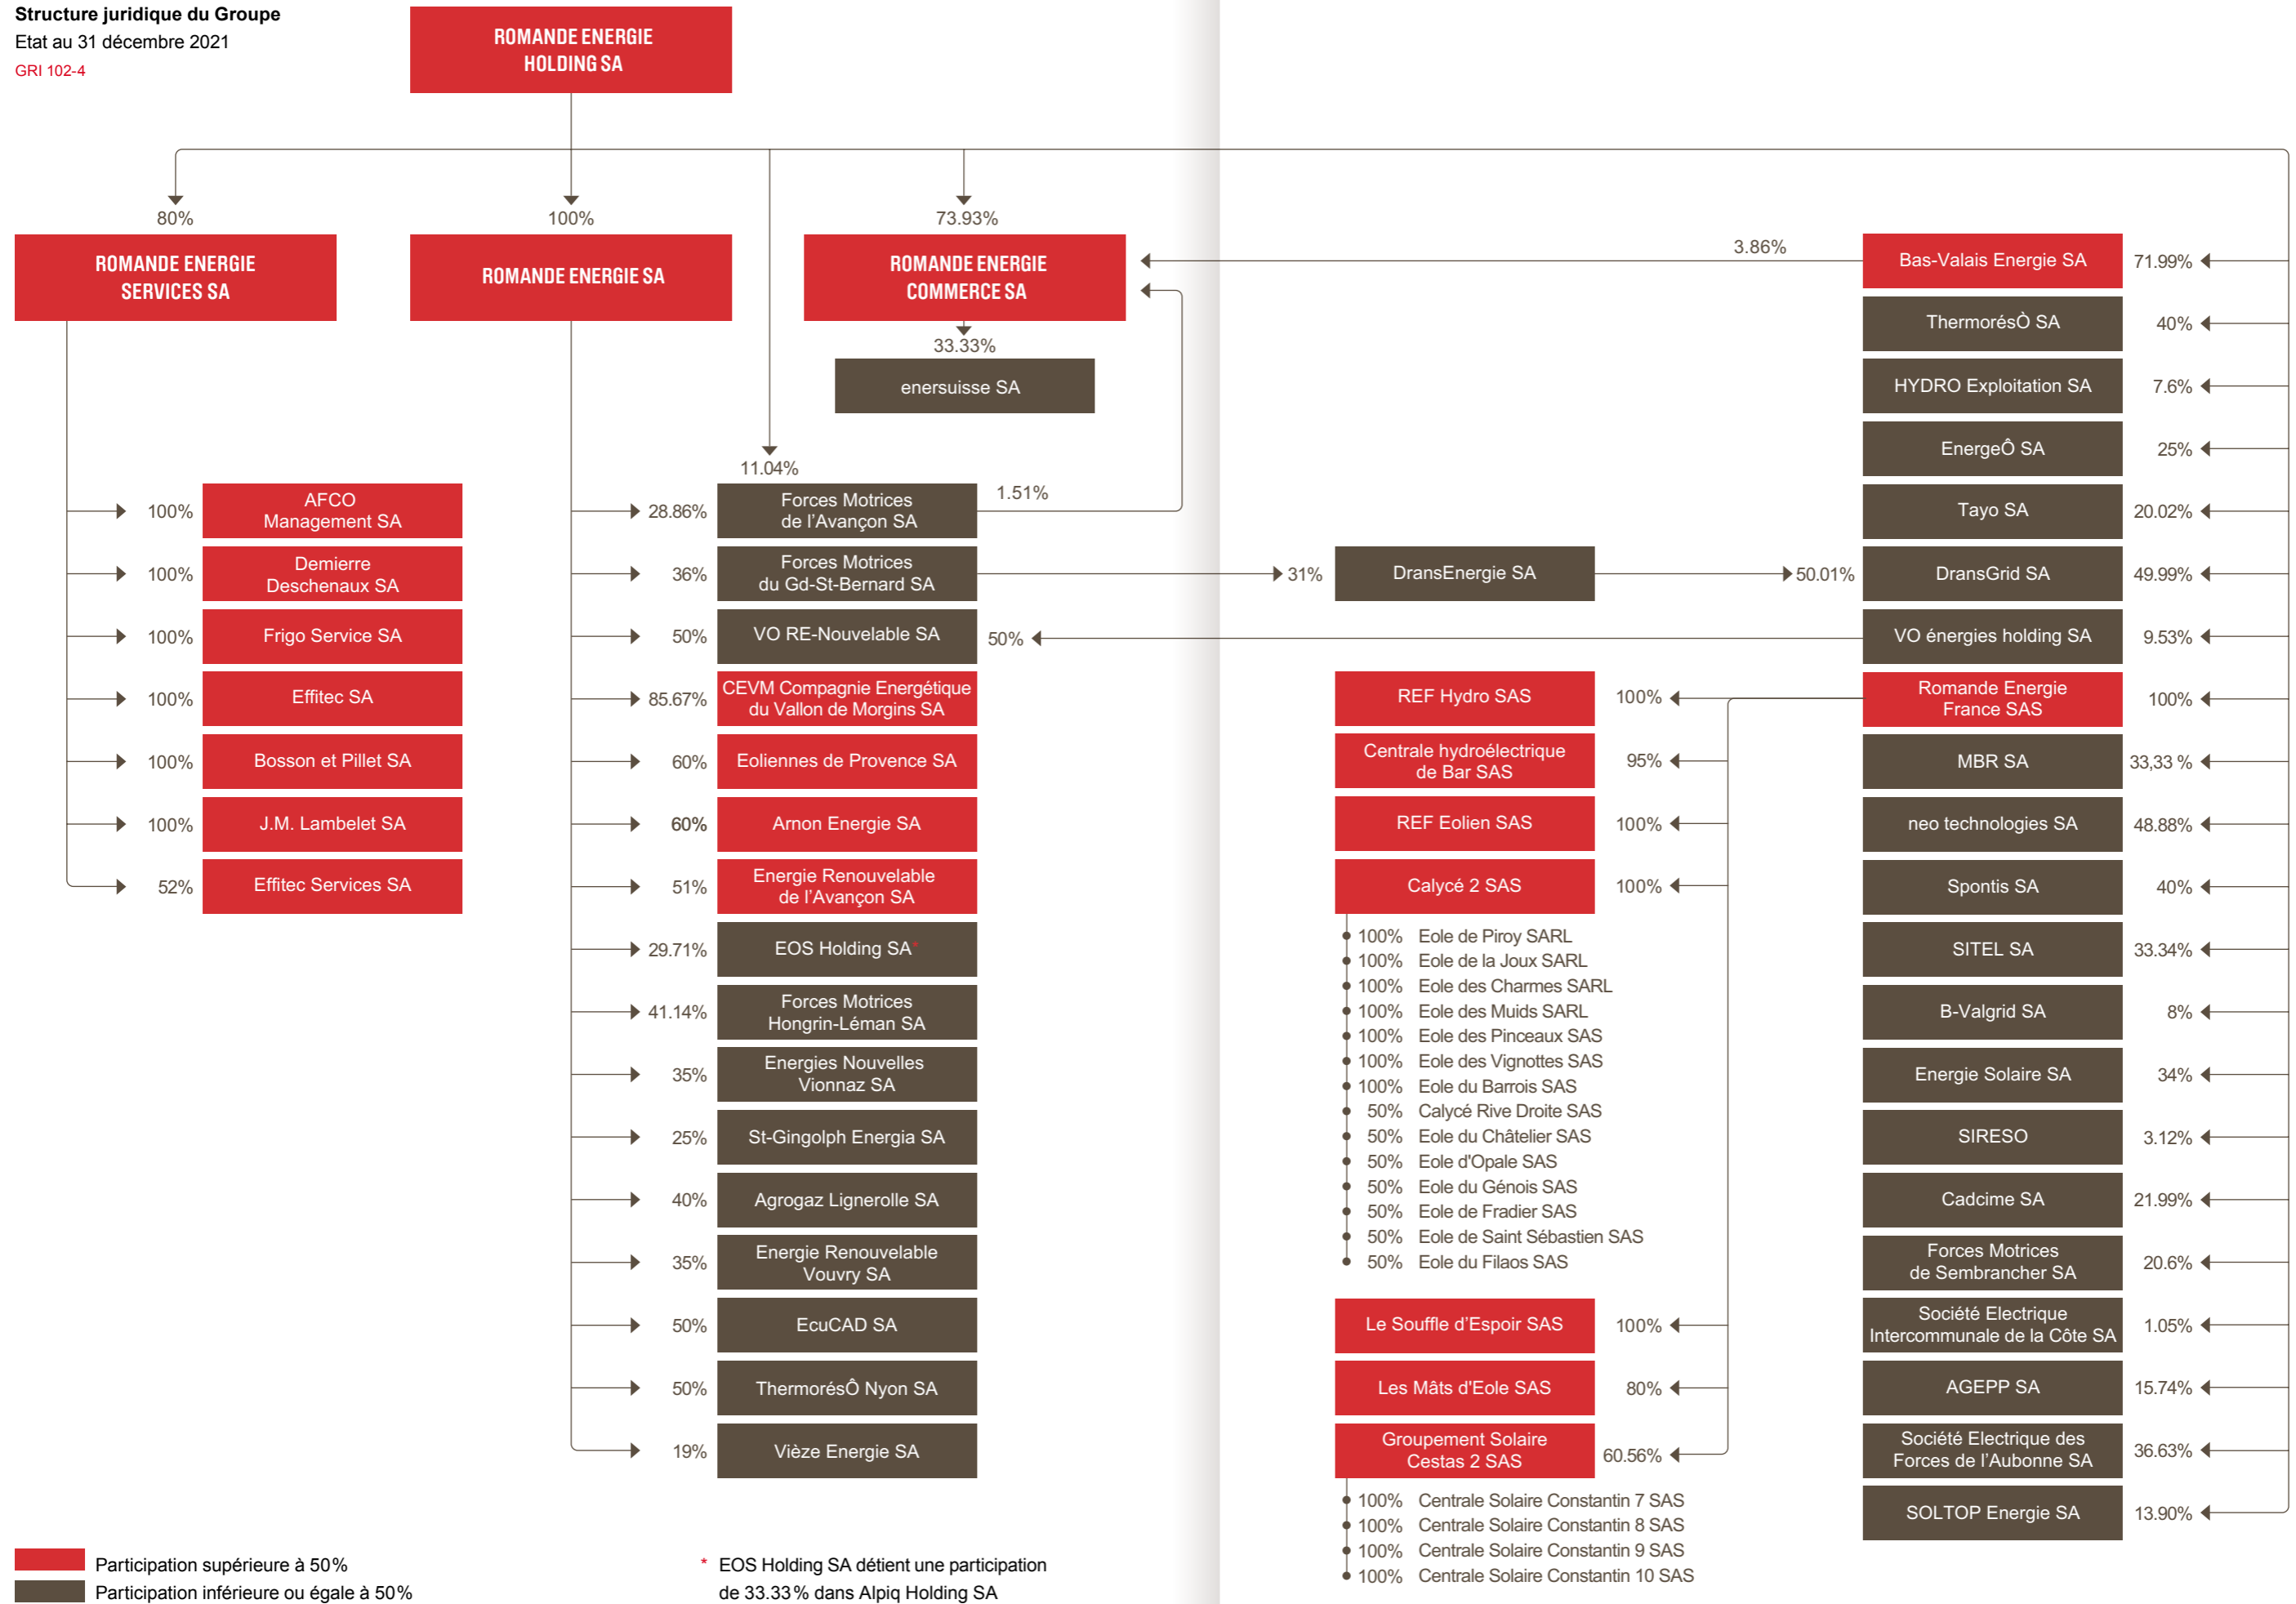 Structure juridique du Groupe
Etat au 31 décembre 2021
GRI 102-4
ROMANDE ENERGIE
HOLDING SA
80%
100%
73.93%
ROMANDE ENERGIE
SERVICES SA
ROMANDE ENERGIE SA
ROMANDE ENERGIE
COMMERCE SA
33.33%
enersuisse SA
100%
AFCO
Management SA
100%
Demierre
Deschenaux SA
100%
Frigo Service SA
100%
Effitec SA
100%
Bosson et Pillet SA
100%
J.M. Lambelet SA
52%
Effitec Services SA
11.04%
28.86%
Forces Motrices
de l'Avançon SA
1.51%
36%
Forces Motrices
du Gd-St-Bernard SA
50%
VO RE-Nouvelable SA
50%
85.67%
CEVM Compagnie Energétique
du Vallon de Morgins SA
60%
Eoliennes de Provence SA
60%
Arnon Energie SA
51%
Energie Renouvelable
de l'Avançon SA
29.71%
EOS Holding SA*
41.14%
Forces Motrices
Hongrin-Léman SA
35%
Energies Nouvelles
Vionnaz SA
25%
St-Gingolph Energia SA
40%
Agrogaz Lignerolle SA
35%
Energie Renouvelable
Vouvry SA
50%
EcuCAD SA
50%
ThermorésÔ Nyon SA
19%
Vièze Energie SA
31%
DransEnergie SA
50.01%
REF Hydro SAS
100%
Centrale hydroélectrique
de Bar SAS
95%
REF Eolien SAS
100%
Calycé 2 SAS
100%
100% Eole de Piroy SARL
100% Eole de la Joux SARL
100% Eole des Charmes SARL
100% Eole des Muids SARL
100% Eole des Pinceaux SAS
100% Eole des Vignottes SAS
100% Eole du Barrois SAS
50% Calycé Rive Droite SAS
50% Eole du Châtelier SAS
50% Eole d'Opale SAS
50% Eole du Génois SAS
50% Eole de Fradier SAS
50% Eole de Saint Sébastien SAS
50% Eole du Filaos SAS
Le Souffle d'Espoir SAS
100%
Les Mâts d'Eole SAS
80%
Groupement Solaire
Cestas 2 SAS
60.56%
100% Centrale Solaire Constantin 7 SAS
100% Centrale Solaire Constantin 8 SAS
100% Centrale Solaire Constantin 9 SAS
100% Centrale Solaire Constantin 10 SAS
3.86%
Bas-Valais Energie SA
71.99%
ThermorésÒ SA
40%
HYDRO Exploitation SA
7.6%
EnergeÔ SA
25%
Tayo SA
20.02%
DransGrid SA
49.99%
VO énergies holding SA
9.53%
Romande Energie
France SAS
100%
MBR SA
33,33 %
neo technologies SA
48.88%
Spontis SA
40%
SITEL SA
33.34%
B-Valgrid SA
8%
Energie Solaire SA
34%
SIRESO
3.12%
Cadcime SA
21.99%
Forces Motrices
de Sembrancher SA
20.6%
Société Electrique
Intercommunale de la Côte SA
1.05%
AGEPP SA
15.74%
Société Electrique des
Forces de l'Aubonne SA
36.63%
SOLTOP Energie SA
13.90%
Participation supérieure à 50%
Participation inférieure ou égale à 50%
* EOS Holding SA détient une participation
de 33.33% dans Alpiq Holding SA